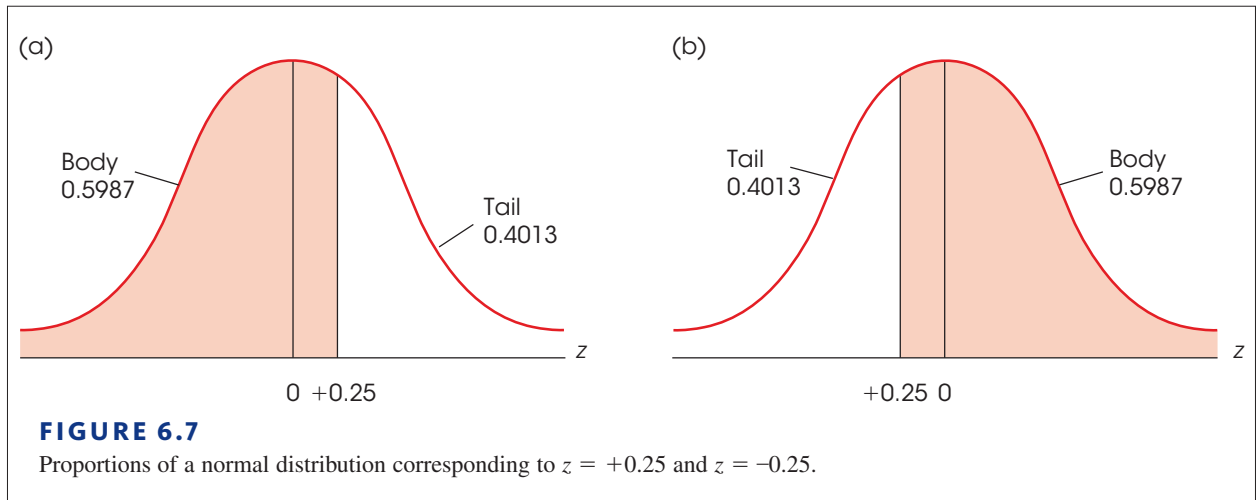 (a)
Body
0.5987
Tail
0.4013
z
0 +0.25
(b)
Tail
0.4013
Body
0.5987
z
+0.25 0
FIGURE 6.7
Proportions of a normal distribution corresponding to z = +0.25 and z = −0.25.